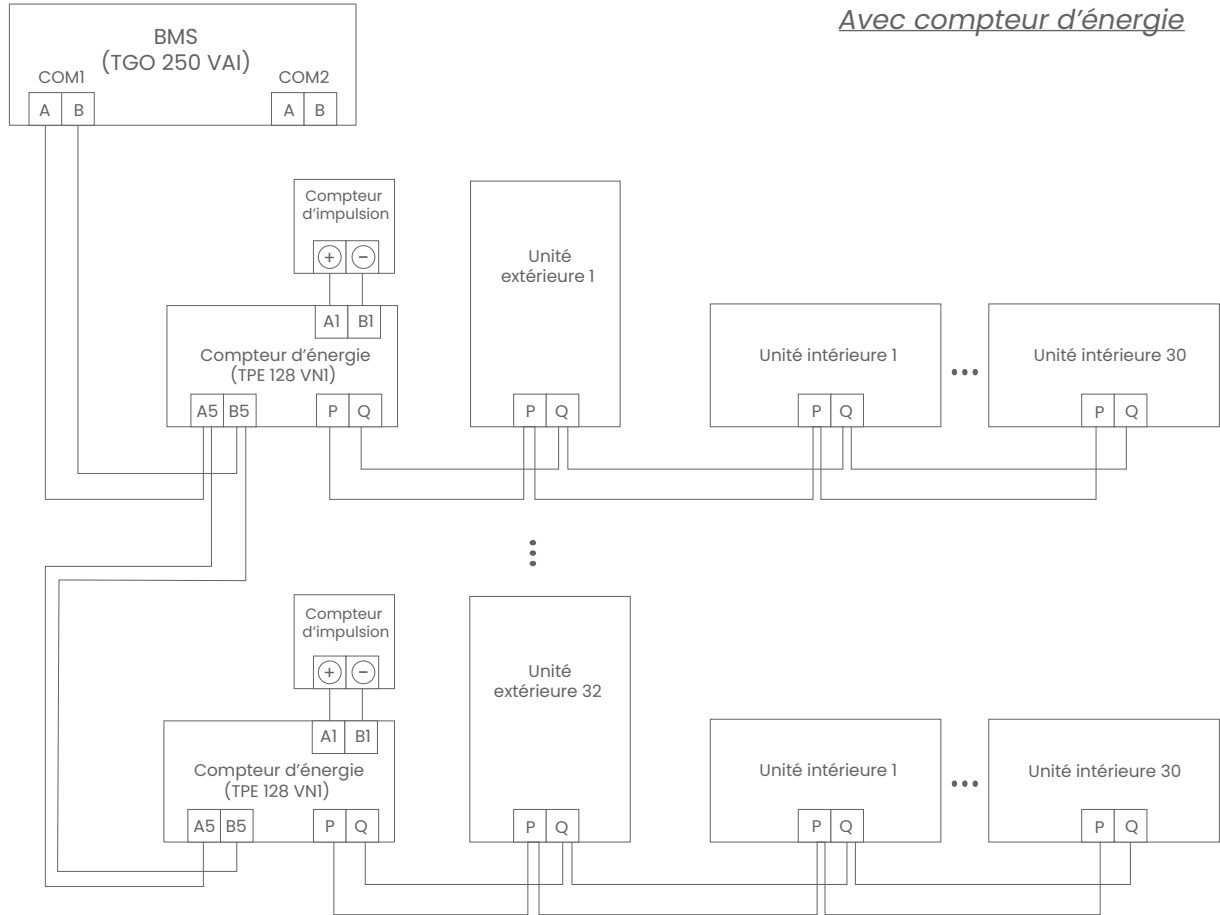 Avec compteur d'énergie
BMS
(TGO 250 VAI)
COM1
COM2
A B
A B
Compteur
d'impulsion
+ −
A1 B1
Compteur d'énergie
(TPE 128 VN1)
A5 B5
P Q
Unité
extérieure 1
P Q
Unité intérieure 1
P Q
...
Unité intérieure 30
P Q
Compteur
d'impulsion
+ −
A1 B1
Compteur d'énergie
(TPE 128 VN1)
A5 B5
P Q
Unité
extérieure 32
P Q
Unité intérieure 1
P Q
...
Unité intérieure 30
P Q